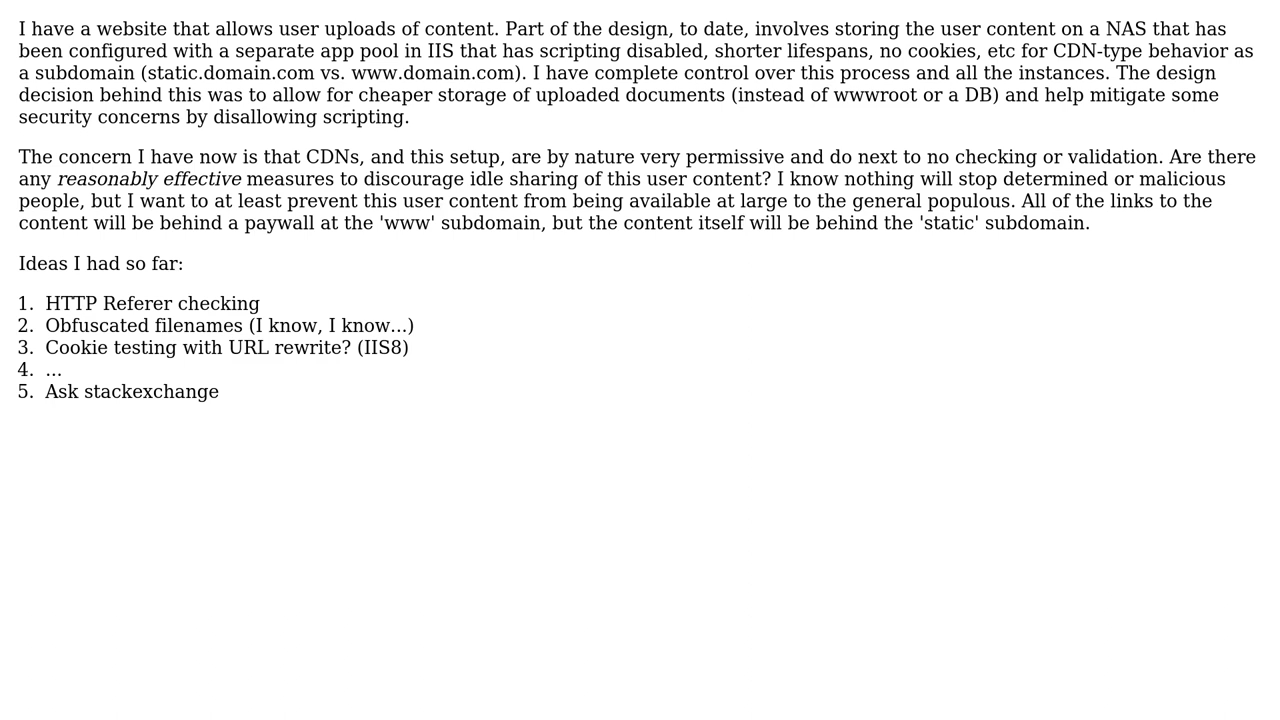 I have a website that allows user uploads of content. Part of the design, to date, involves storing the user content on a NAS that has
been configured with a separate app pool in IIS that has scripting disabled, shorter lifespans, no cookies, etc for CDN-type behavior as
a subdomain (static.domain.com vs. www.domain.com). I have complete control over this process and all the instances. The design
decision behind this was to allow for cheaper storage of uploaded documents (instead of wwwroot or a DB) and help mitigate some
security concerns by disallowing scripting.
The concern I have now is that CDNs, and this setup, are by nature very permissive and do next to no checking or validation. Are there
any reasonably effective measures to discourage idle sharing of this user content? I know nothing will stop determined or malicious
people, but I want to at least prevent this user content from being available at large to the general populous. All of the links to the
content will be behind a paywall at the 'www' subdomain, but the content itself will be behind the 'static' subdomain.
Ideas I had so far:
1. HTTP Referer checking
2. Obfuscated filenames (I know, I know...)
3. Cookie testing with URL rewrite? (IIS8)
4. ...
5. Ask stackexchange